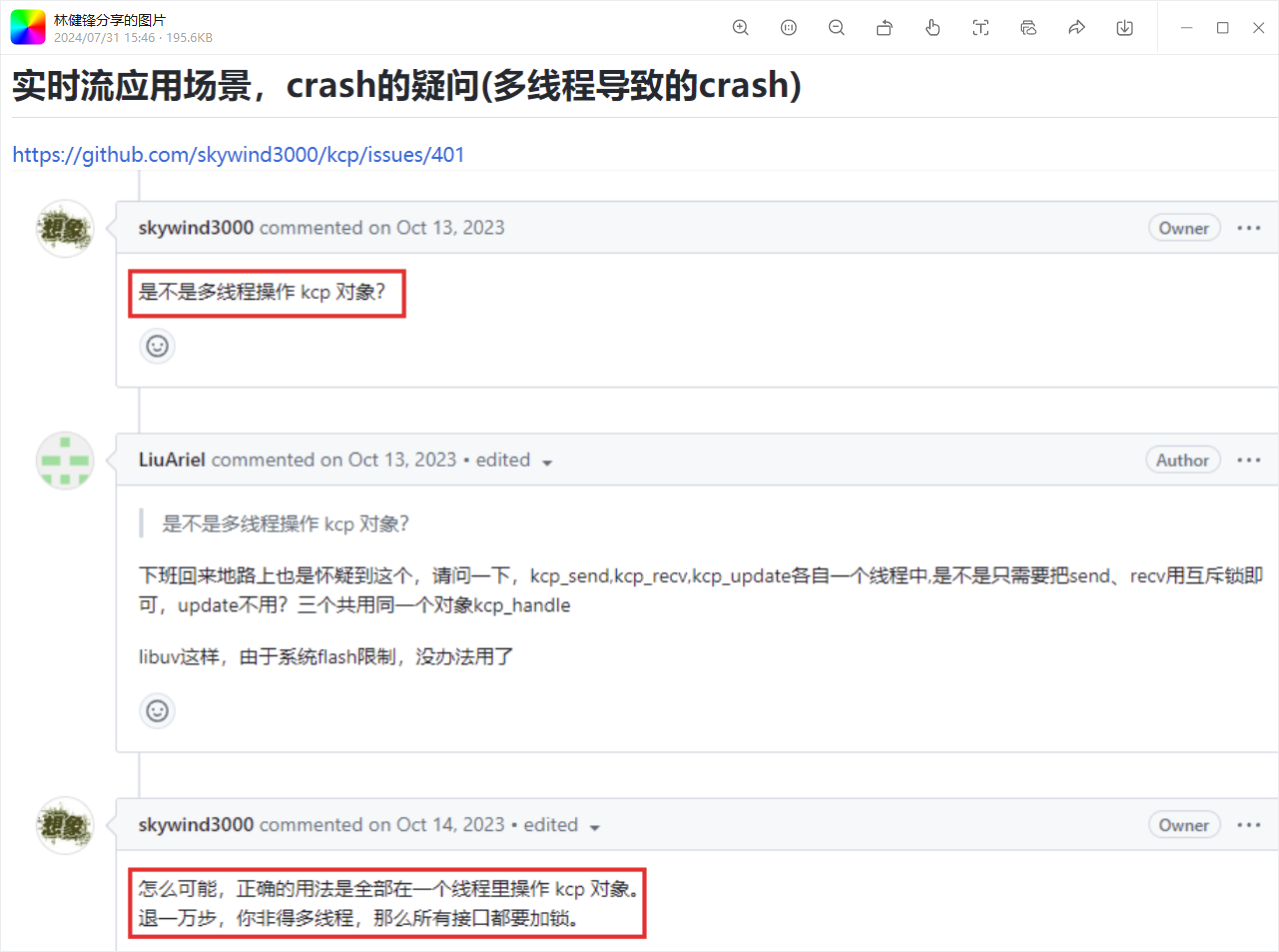 林健锋分享的图片
2024/07/31 15:46 · 195.6KB
实时流应用场景，crash的疑问(多线程导致的crash)
https://github.com/skywind3000/kcp/issues/401
想象
skywind3000 commented on Oct 13, 2023
Owner
是不是多线程操作 kcp 对象？
LiuAriel commented on Oct 13, 2023 • edited
Author
是不是多线程操作 kcp 对象？
下班回来地路上也是怀疑到这个，请问一下，kcp_send,kcp_recv,kcp_update各自一个线程中,是不是只需要把send、recv用互斥锁即
可，update不用？三个共用同一个对象kcp_handle
libuv这样，由于系统flash限制，没办法用了
想象
skywind3000 commented on Oct 14, 2023 • edited
Owner
怎么可能，正确的用法是全部在一个线程里操作 kcp 对象。
退一万步，你非得多线程，那么所有接口都要加锁。